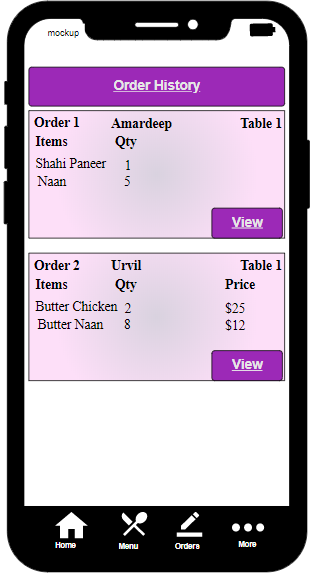 mockup
Order History
Order 1 Amardeep Table 1
Items Qty
Shahi Paneer 1
Naan 5
View
Order 2 Urvil Table 1
Items Qty Price
Butter Chicken 2 $25
Butter Naan 8 $12
View
Home Menu Orders More